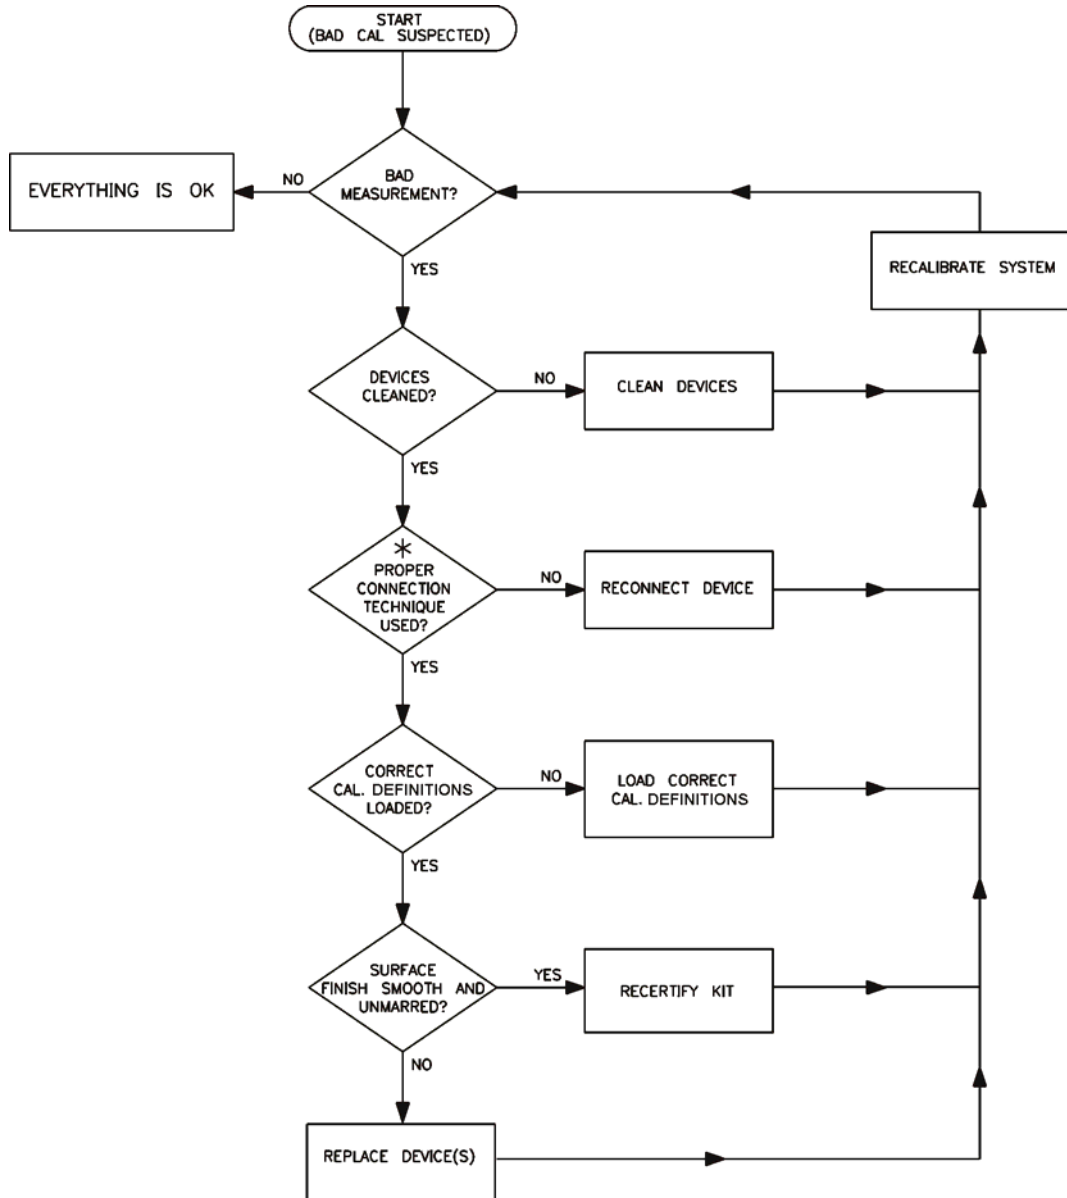 START
(BAD CAL SUSPECTED)
EVERYTHING IS OK
NO
BAD
MEASUREMENT?
YES
RECALIBRATE SYSTEM
DEVICES
CLEANED?
NO
CLEAN DEVICES
YES
*
PROPER
CONNECTION
TECHNIQUE
USED?
NO
RECONNECT DEVICE
YES
CORRECT
CAL. DEFINITIONS
LOADED?
NO
LOAD CORRECT
CAL. DEFINITIONS
YES
SURFACE
FINISH SMOOTH AND
UNMARRED?
YES
RECERTIFY KIT
NO
REPLACE DEVICE(S)